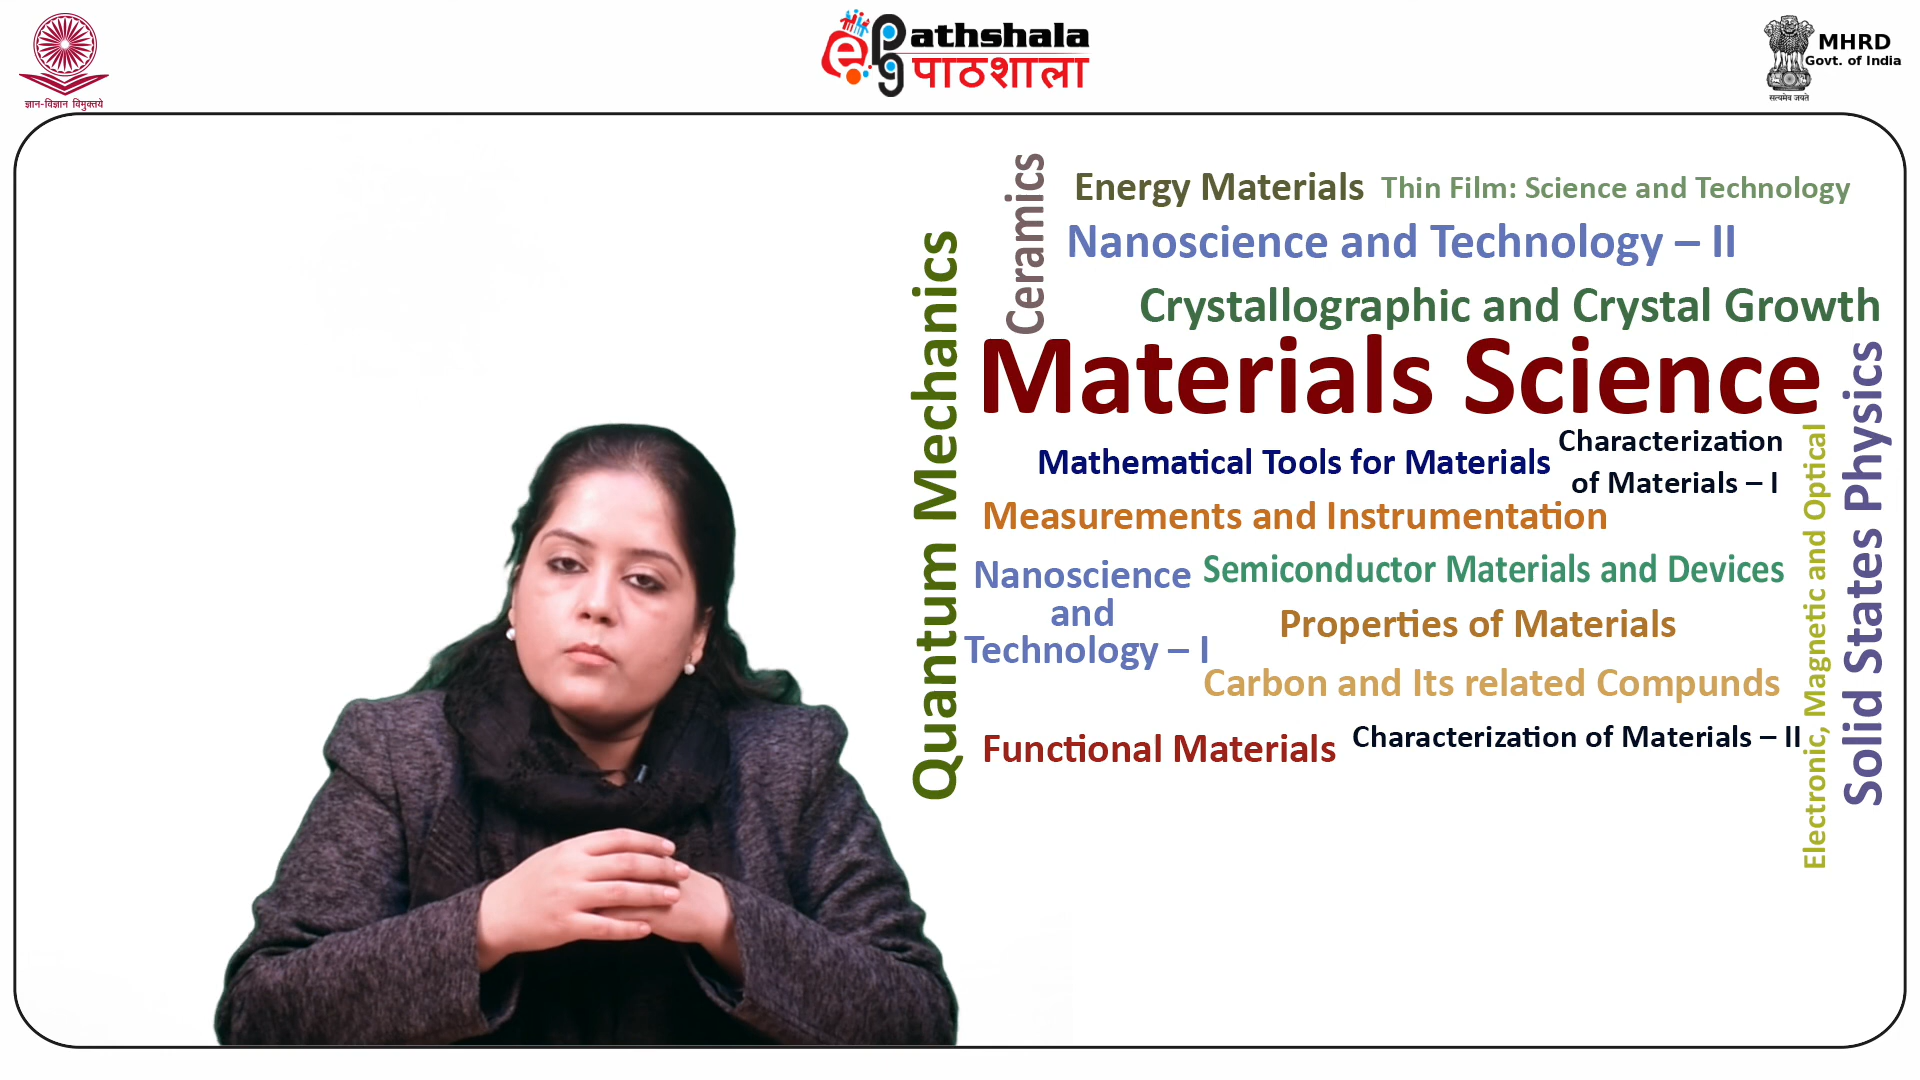 ज्ञान-विज्ञान विमुक्तये
e Pathshala
पाठशाला
MHRD
Govt. of India
सत्यमेव जयते
Ceramics
Energy Materials
Thin Film: Science and Technology
Nanoscience and Technology – II
Crystallographic and Crystal Growth
Quantum Mechanics
Materials Science
Mathematical Tools for Materials
Characterization
of Materials – I
Measurements and Instrumentation
Nanoscience
and
Technology – I
Semiconductor Materials and Devices
Properties of Materials
Carbon and Its related Compunds
Functional Materials
Characterization of Materials – II
Electronic, Magnetic and Optical
Solid States Physics